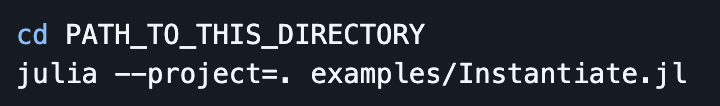 cd PATH_TO_THIS_DIRECTORY
julia --project=. examples/Instantiate.jl